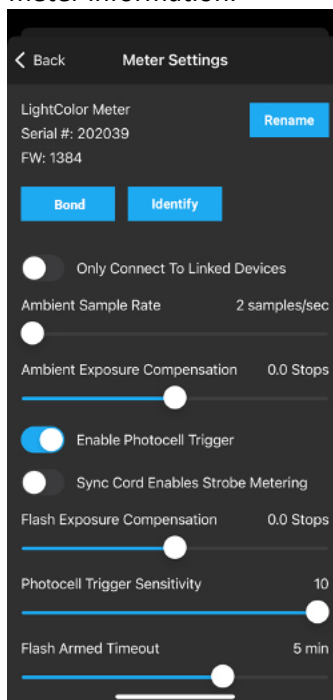 Back
Meter Settings
LightColor Meter
Serial #: 202039
FW: 1384
Rename
Bond
Identify
Only Connect To Linked Devices
Ambient Sample Rate 2 samples/sec
Ambient Exposure Compensation 0.0 Stops
Enable Photocell Trigger
Sync Cord Enables Strobe Metering
Flash Exposure Compensation 0.0 Stops
Photocell Trigger Sensitivity 10
Flash Armed Timeout 5 min